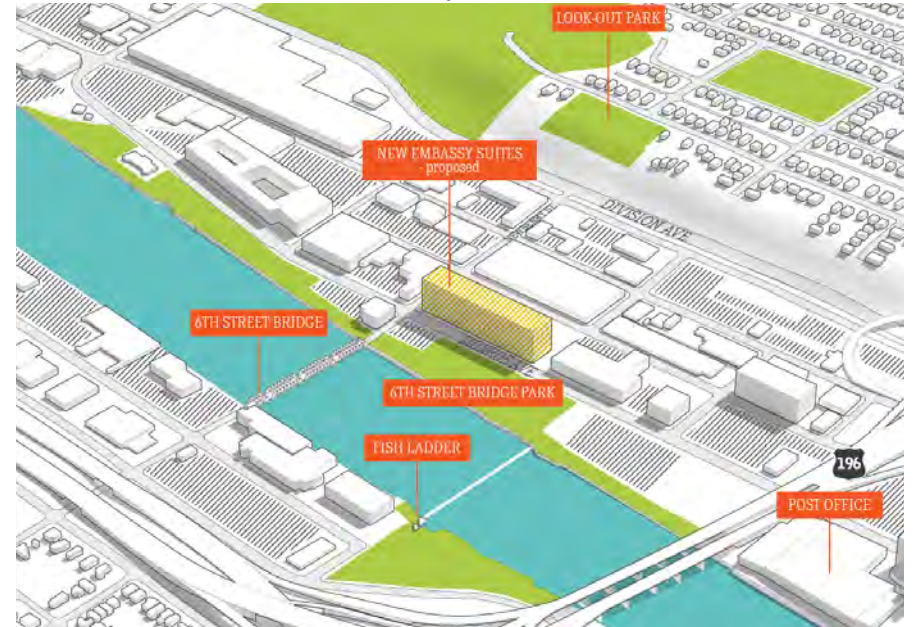 LOOK-OUT PARK
NEW EMBASSY SUITES
- proposed
DIVISION AVE
6TH STREET BRIDGE
6TH STREET BRIDGE PARK
FISH LADDER
196
POST OFFICE